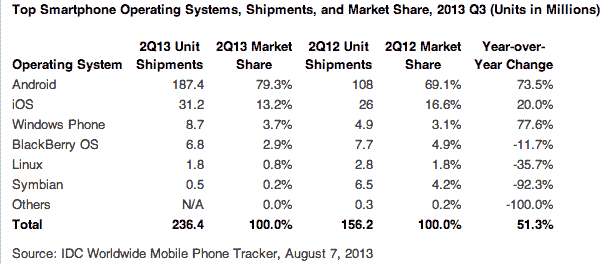 Top Smartphone Operating Systems, Shipments, and Market Share, 2013 Q3 (Units in Millions)
2Q13 Unit 2Q13 Market 2Q12 Unit 2Q12 Market Year-over-
Operating System Shipments Share Shipments Share Year Change
Android 187.4 79.3% 108 69.1% 73.5%
iOS 31.2 13.2% 26 16.6% 20.0%
Windows Phone 8.7 3.7% 4.9 3.1% 77.6%
BlackBerry OS 6.8 2.9% 7.7 4.9% -11.7%
Linux 1.8 0.8% 2.8 1.8% -35.7%
Symbian 0.5 0.2% 6.5 4.2% -92.3%
Others N/A 0.0% 0.3 0.2% -100.0%
Total 236.4 100.0% 156.2 100.0% 51.3%
Source: IDC Worldwide Mobile Phone Tracker, August 7, 2013